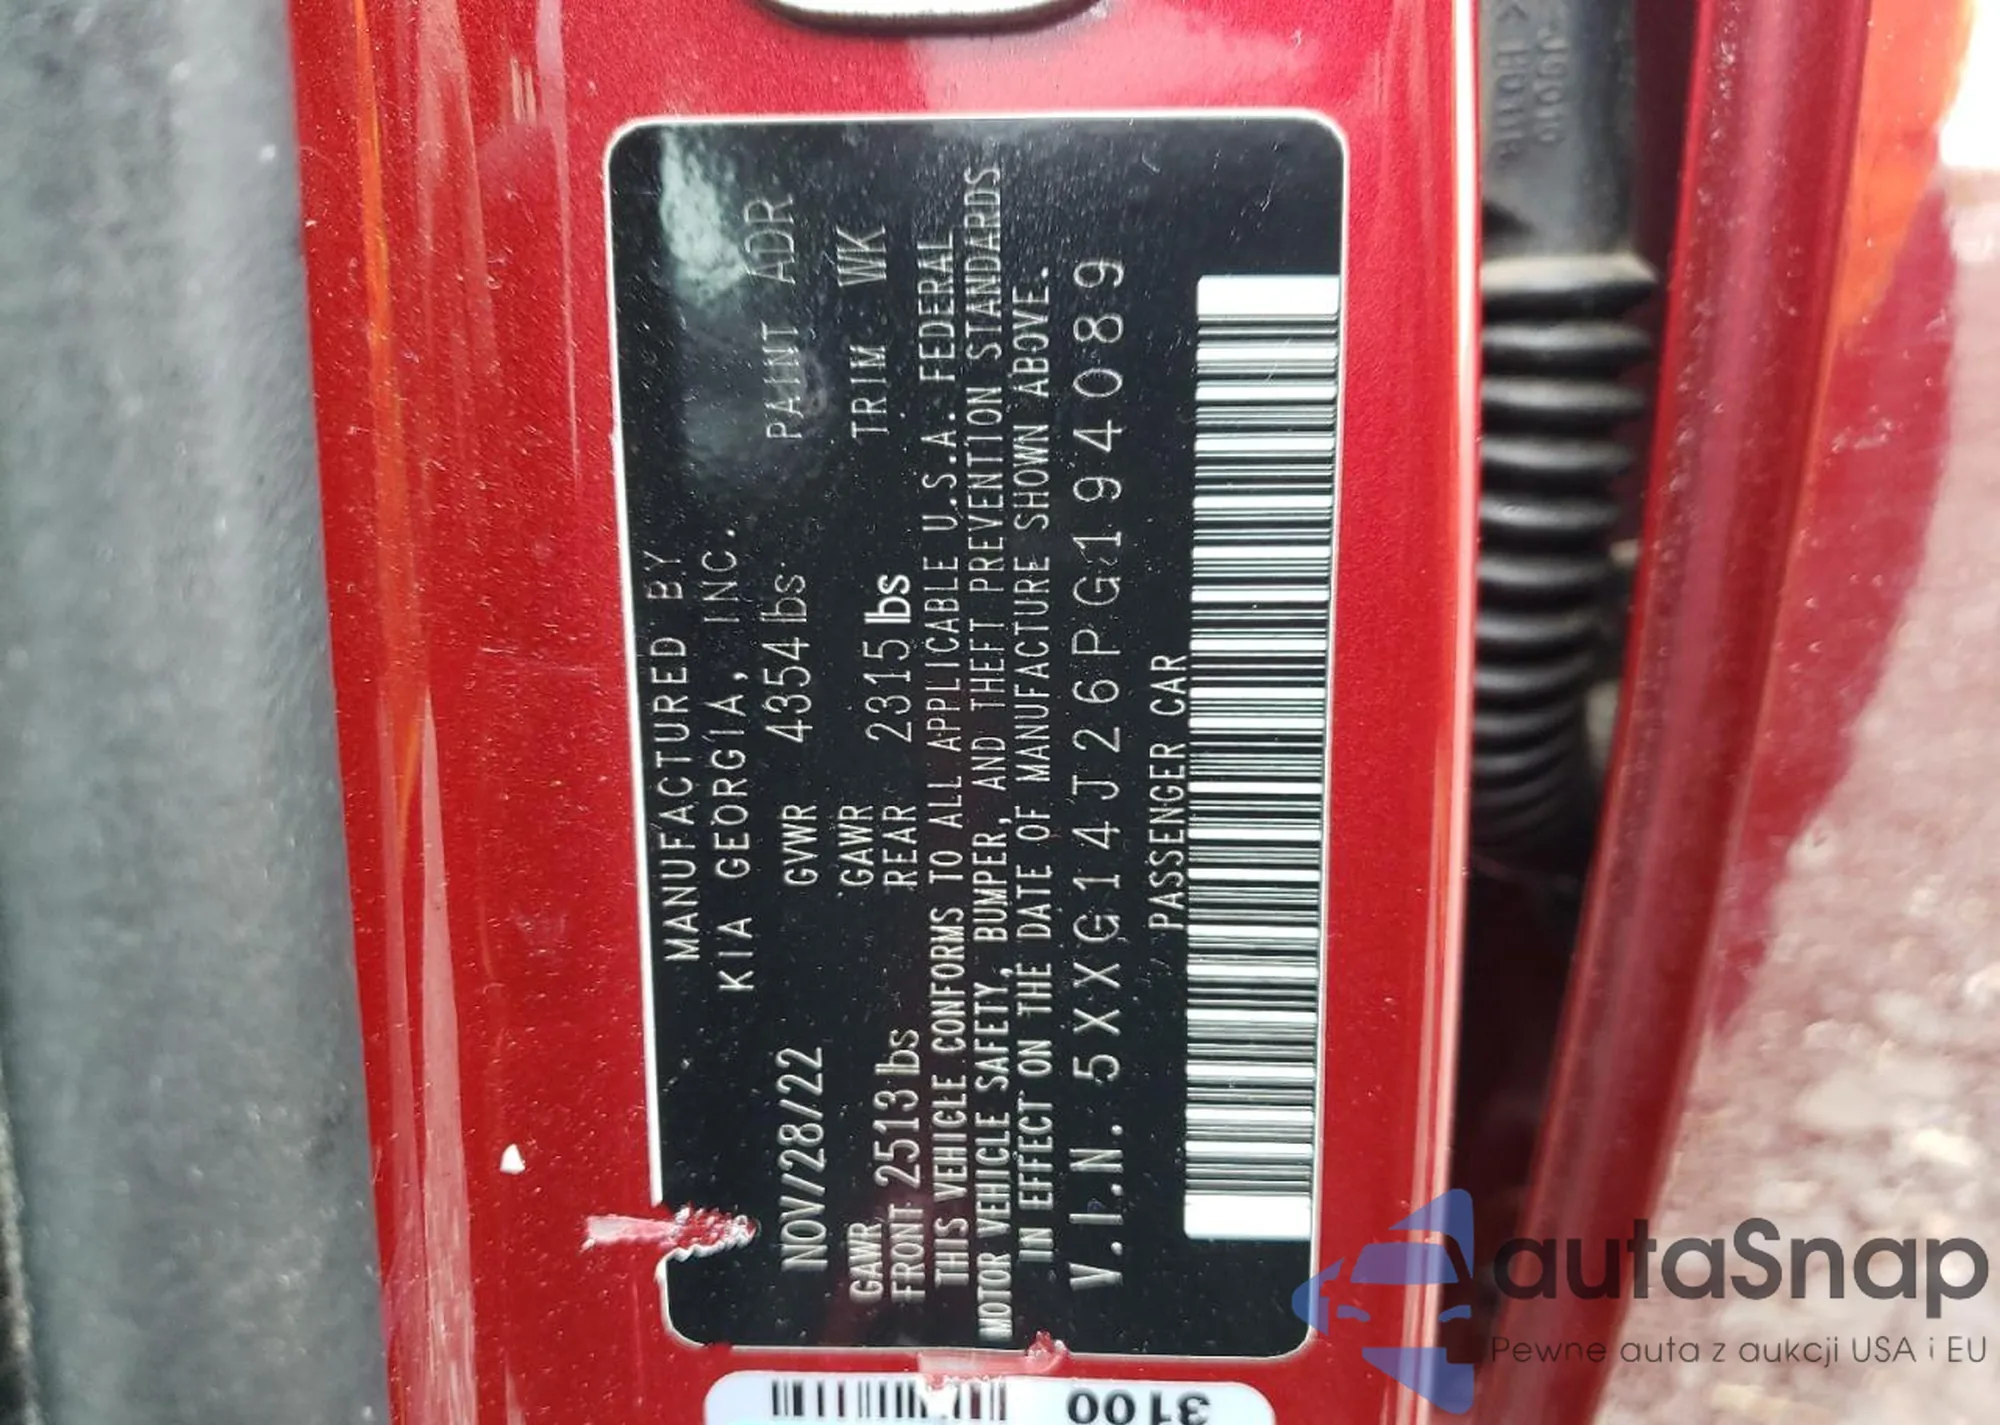 MANUFACTURED BY
KIA GEORGIA, INC.
NOV/28/22 GVWR 4354 lbs PAINT ADR
GAWR FRONT 2513 lbs GAWR REAR 2315 lbs TRIM WK
THIS VEHICLE CONFORMS TO ALL APPLICABLE U.S.A. FEDERAL
MOTOR VEHICLE SAFETY, BUMPER, AND THEFT PREVENTION STANDARDS
IN EFFECT ON THE DATE OF MANUFACTURE SHOWN ABOVE.
V.I.N. 5XXG14J26PG194089
PASSENGER CAR
3100
autaSnap
Pewne auta z aukcji USA i EU